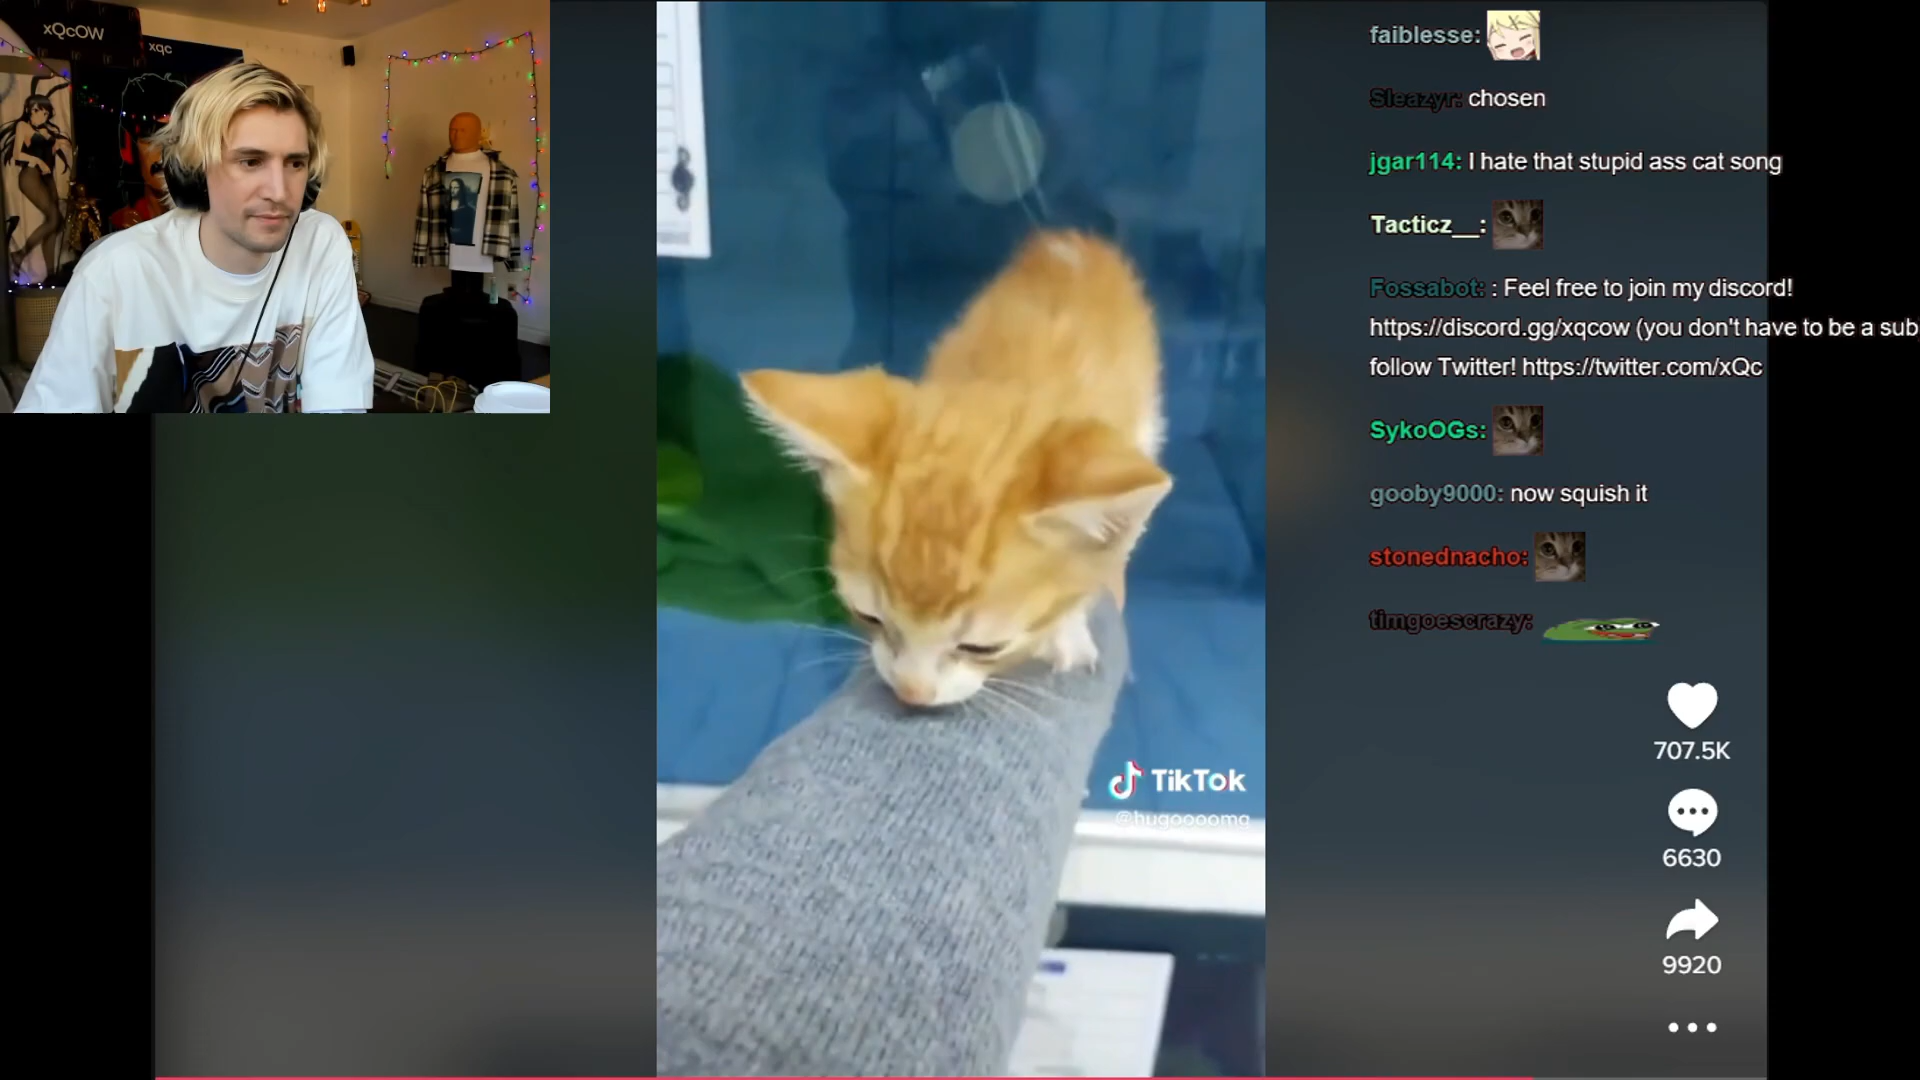 xQcOW
xqc
faiblesse:
Sleazyr: chosen
jgar114: I hate that stupid ass cat song
Tacticz__:
Fossabot: : Feel free to join my discord!
https://discord.gg/xqcow (you don't have to be a sub
follow Twitter! https://twitter.com/xQc
SykoOGs:
gooby9000: now squish it
stonednacho:
timgoescrazy:
707.5K
TikTok
@hugoooomg
6630
9920